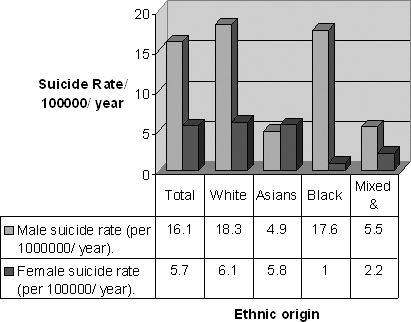 20
15
10
5
0
Suicide Rate/
100000/ year
Total White Asians Black Mixed
&
Male suicide rate (per
1000000/ year). 16.1 18.3 4.9 17.6 5.5
Female suicide rate
(per 100000/ year). 5.7 6.1 5.8 1 2.2
Ethnic origin